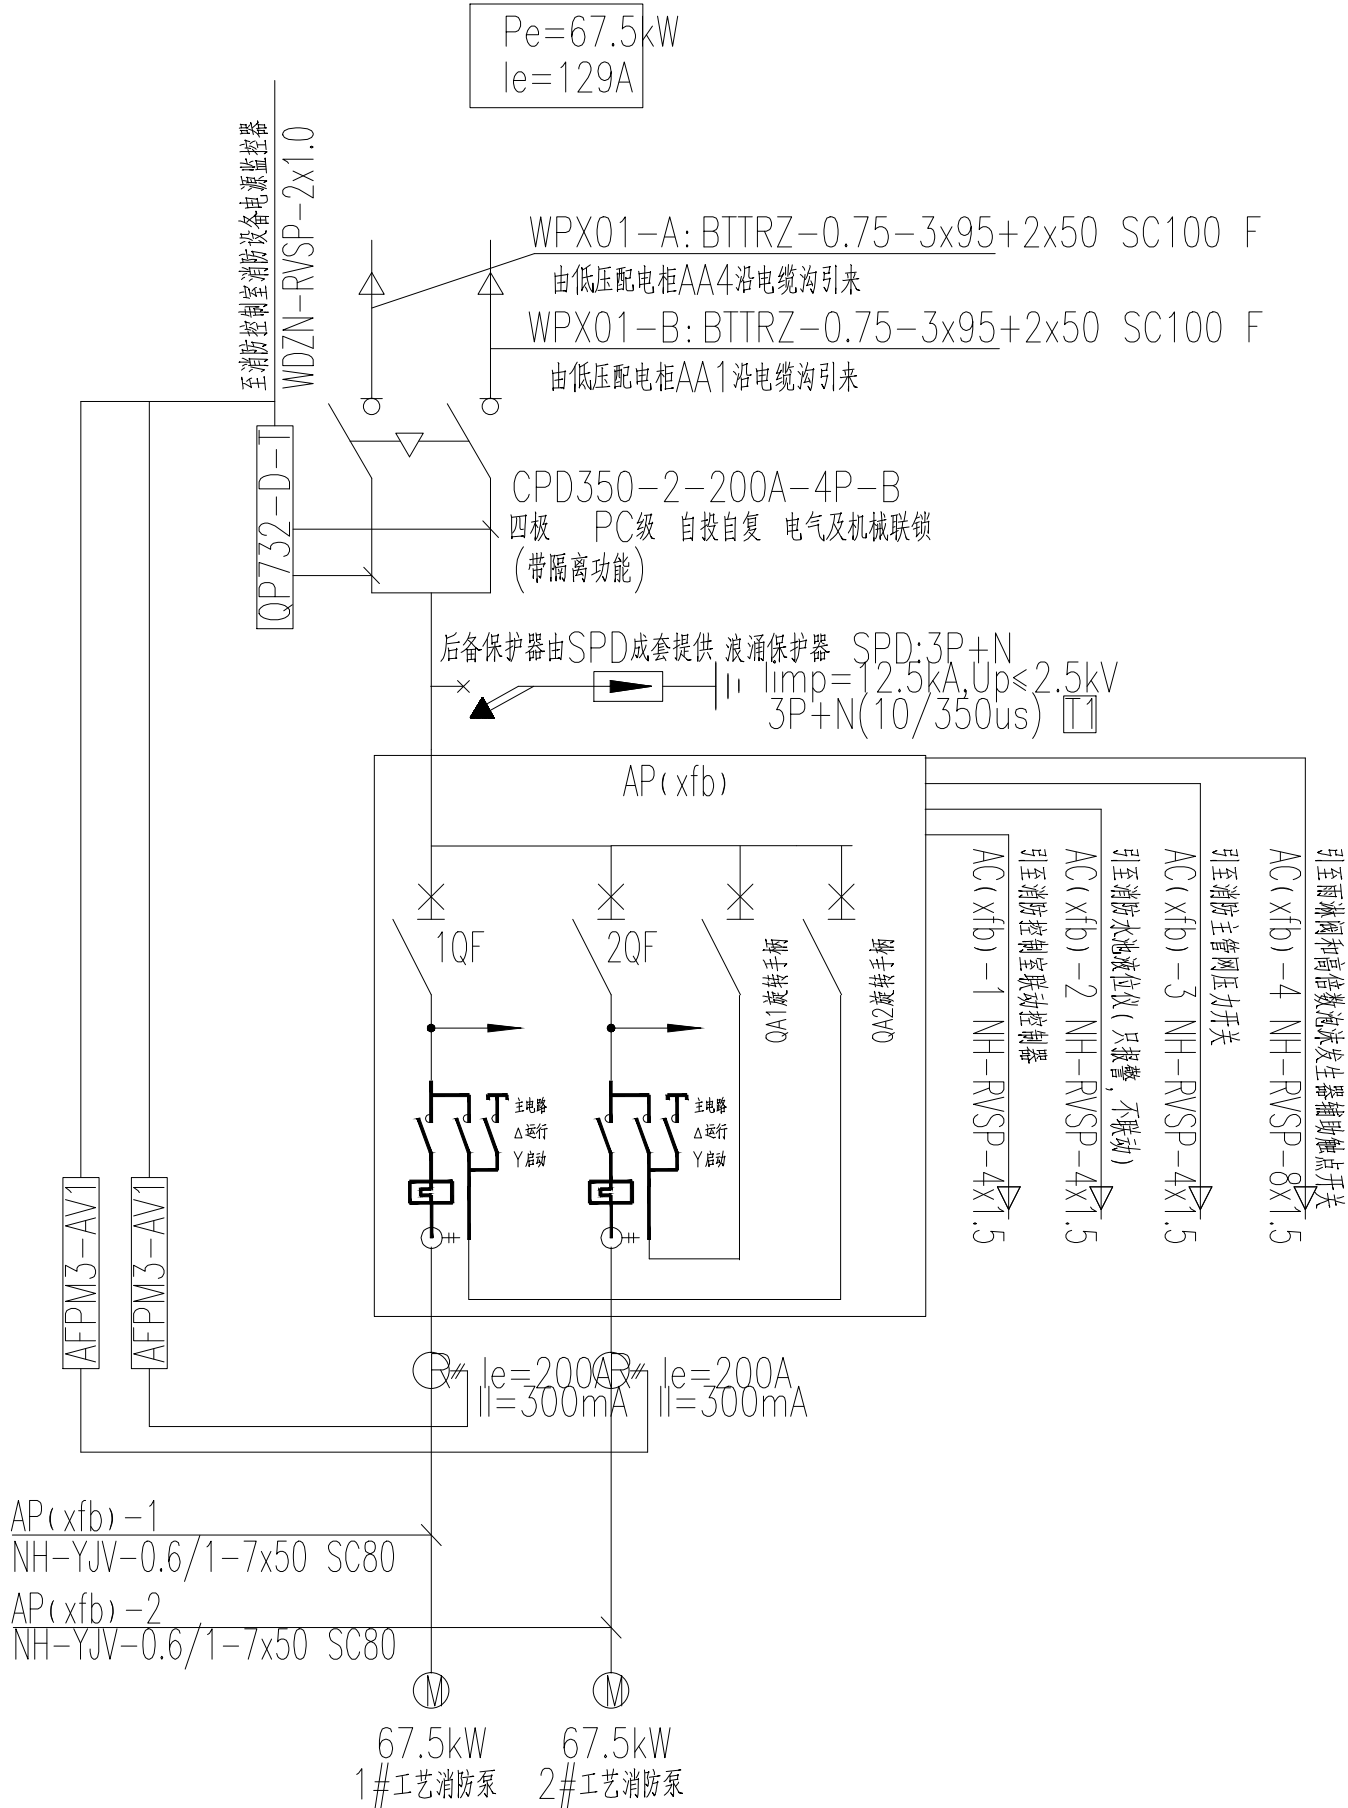 Pe=67.5kW
Ie=129A
至消防控制室消防设备电源监控器
WDZN-RVSP-2x1.0
WPX01-A: BTTRZ-0.75-3x95+2x50 SC100 F
由低压配电柜AA4沿电缆沟引来
WPX01-B: BTTRZ-0.75-3x95+2x50 SC100 F
由低压配电柜AA1沿电缆沟引来
QP732-D-T
CPD350-2-200A-4P-B
四极 PC级 自投自复 电气及机械联锁
(带隔离功能)
后备保护器由SPD成套提供 浪涌保护器 SPD:3P+N
Iimp=12.5kA,Up≤2.5kV
3P+N(10/350us) T1
AP(xfb)
1QF
2QF
QA1旋转手柄
QA2旋转手柄
主电路
△运行
Y启动
主电路
△运行
Y启动
引至消防控制室联动控制器
AC(xfb)-1 NH-RVSP-4x1.5
引至消防水池液位仪(只报警,不联动)
AC(xfb)-2 NH-RVSP-4x1.5
引至消防主管网压力开关
AC(xfb)-3 NH-RVSP-4x1.5
引至雨淋阀和高倍数泡沫发生器辅助触点开关
AC(xfb)-4 NH-RVSP-8x1.5
AFPM3-AV1
AFPM3-AV1
R
Ie=200A
Il=300mA
R
Ie=200A
Il=300mA
AP(xfb)-1
NH-YJV-0.6/1-7x50 SC80
AP(xfb)-2
NH-YJV-0.6/1-7x50 SC80
M
M
67.5kW
67.5kW
1#工艺消防泵
2#工艺消防泵